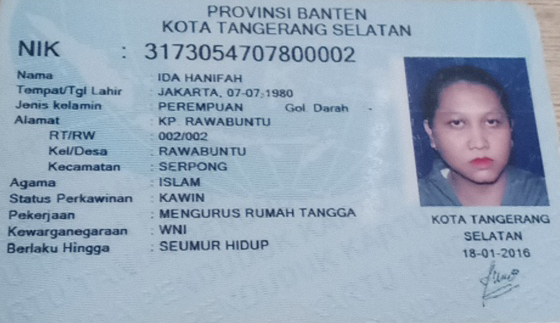 PROVINSI BANTEN
KOTA TANGERANG SELATAN
NIK : 3173054707800002
Nama : IDA HANIFAH
Tempat/Tgl Lahir : JAKARTA, 07-07-1980
Jenis kelamin : PEREMPUAN Gol. Darah -
Alamat : KP RAWABUNTU
RT/RW : 002/002
Kel/Desa : RAWABUNTU
Kecamatan : SERPONG
Agama : ISLAM
Status Perkawinan : KAWIN
Pekerjaan : MENGURUS RUMAH TANGGA
Kewarganegaraan : WNI
Berlaku Hingga : SEUMUR HIDUP
KOTA TANGERANG
SELATAN
18-01-2016